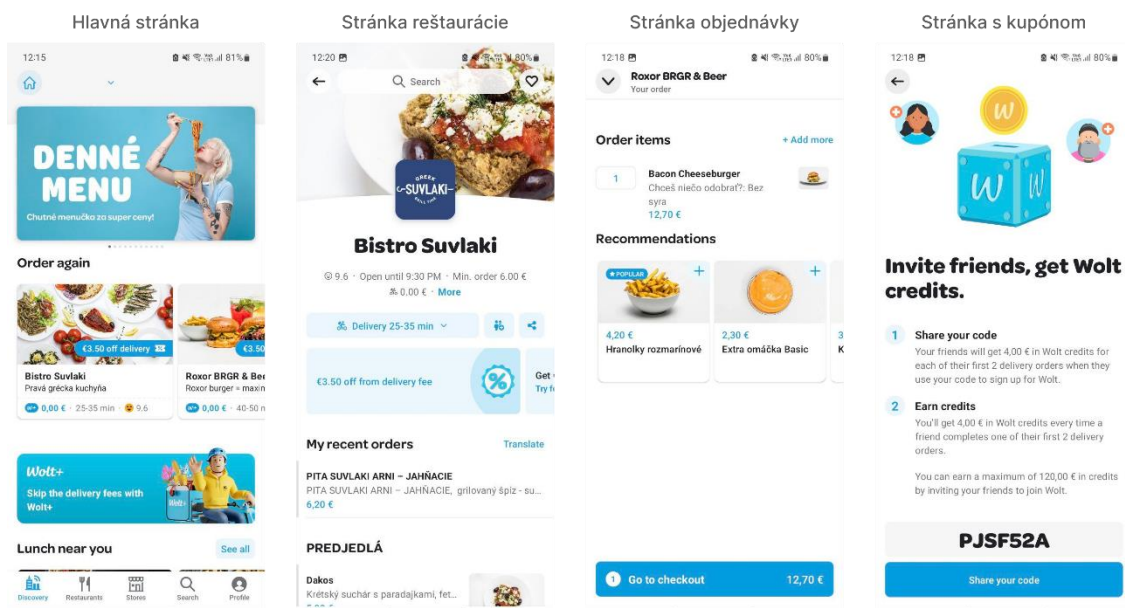 Hlavná stránka
12:15
81%
DENNÉ
MENU
Chutné menučko za super ceny!
Order again
€3.50 off delivery
€3.50
Bistro Suvlaki
Pravá grécka kuchyňa
W+ 0,00 € · 25-35 min · 9.6
Roxor BRGR & Bee
Roxor burger = maxin
W+ 0,00 € · 40-50 n
Wolt+
Skip the delivery fees with
Wolt+
Wolt+
Lunch near you
See all
Discovery
Restaurants
Stores
Search
Profile
Stránka reštaurácie
12:20
80%
Search
GREEK
SUVLAKI
Bistro Suvlaki
9.6 · Open until 9:30 PM · Min. order 6.00 €
0.00 € · More
Delivery 25-35 min
€3.50 off from delivery fee
Get
Try f
My recent orders
Translate
PITA SUVLAKI ARNI – JAHŇACIE
PITA SUVLAKI ARNI – JAHŇACIE, grilovaný špíz - su...
6,20 €
PREDJEDLÁ
Dakos
Krétský suchár s paradajkami, fet...
Stránka objednávky
12:18
80%
Roxor BRGR & Beer
Your order
Order items
+ Add more
1
Bacon Cheeseburger
Chceš niečo odobrať?: Bez
syra
12,70 €
Recommendations
POPULAR
4,20 €
Hranolky rozmarínové
2,30 €
Extra omáčka Basic
3
K
1
Go to checkout
12,70 €
Stránka s kupónom
12:18
80%
W
W
W
Invite friends, get Wolt
credits.
1
Share your code
Your friends will get 4,00 € in Wolt credits for
each of their first 2 delivery orders when they
use your code to sign up for Wolt.
2
Earn credits
You'll get 4,00 € in Wolt credits every time a
friend completes one of their first 2 delivery
orders.
You can earn a maximum of 120,00 € in credits
by inviting your friends to join Wolt.
PJSF52A
Share your code